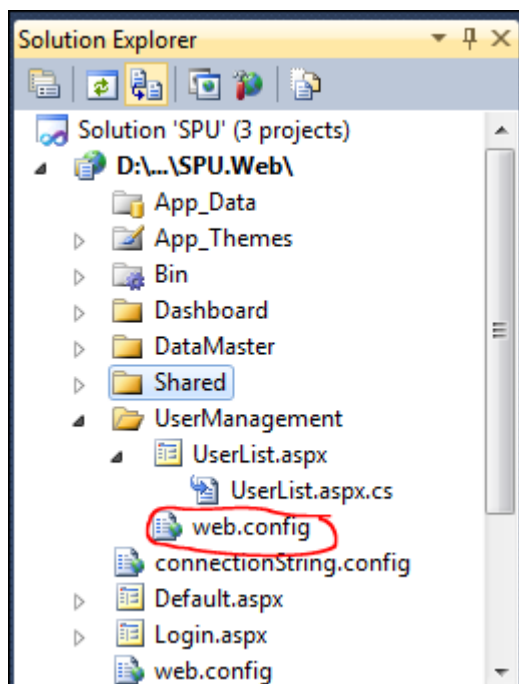 Solution Explorer
Solution 'SPU' (3 projects)
D:\...\SPU.Web\
App_Data
App_Themes
Bin
Dashboard
DataMaster
Shared
UserManagement
UserList.aspx
UserList.aspx.cs
web.config
connectionString.config
Default.aspx
Login.aspx
web.config